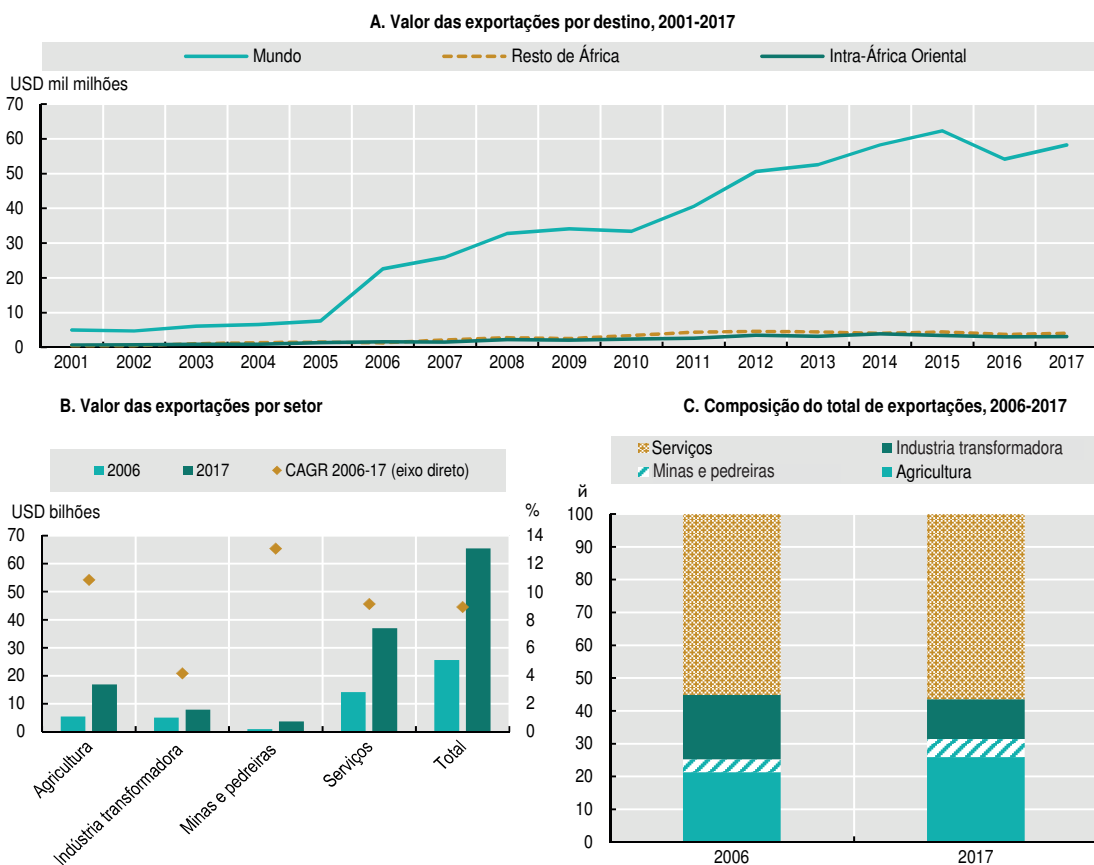 A. Valor das exportações por destino, 2001-2017
Mundo Resto de África Intra-África Oriental
USD mil milhões
70
60
50
40
30
20
10
0
2001 2002 2003 2004 2005 2006 2007 2008 2009 2010 2011 2012 2013 2014 2015 2016 2017
B. Valor das exportações por setor
2006 2017 CAGR 2006-17 (eixo direto)
USD bilhões
%
70
60
50
40
30
20
10
0
14
12
10
8
6
4
2
0
Agricultura
Indústria transformadora
Minas e pedreiras
Serviços
Total
C. Composição do total de exportações, 2006-2017
Serviços Industria transformadora
Minas e pedreiras Agricultura
й
100
90
80
70
60
50
40
30
20
10
0
2006 2017